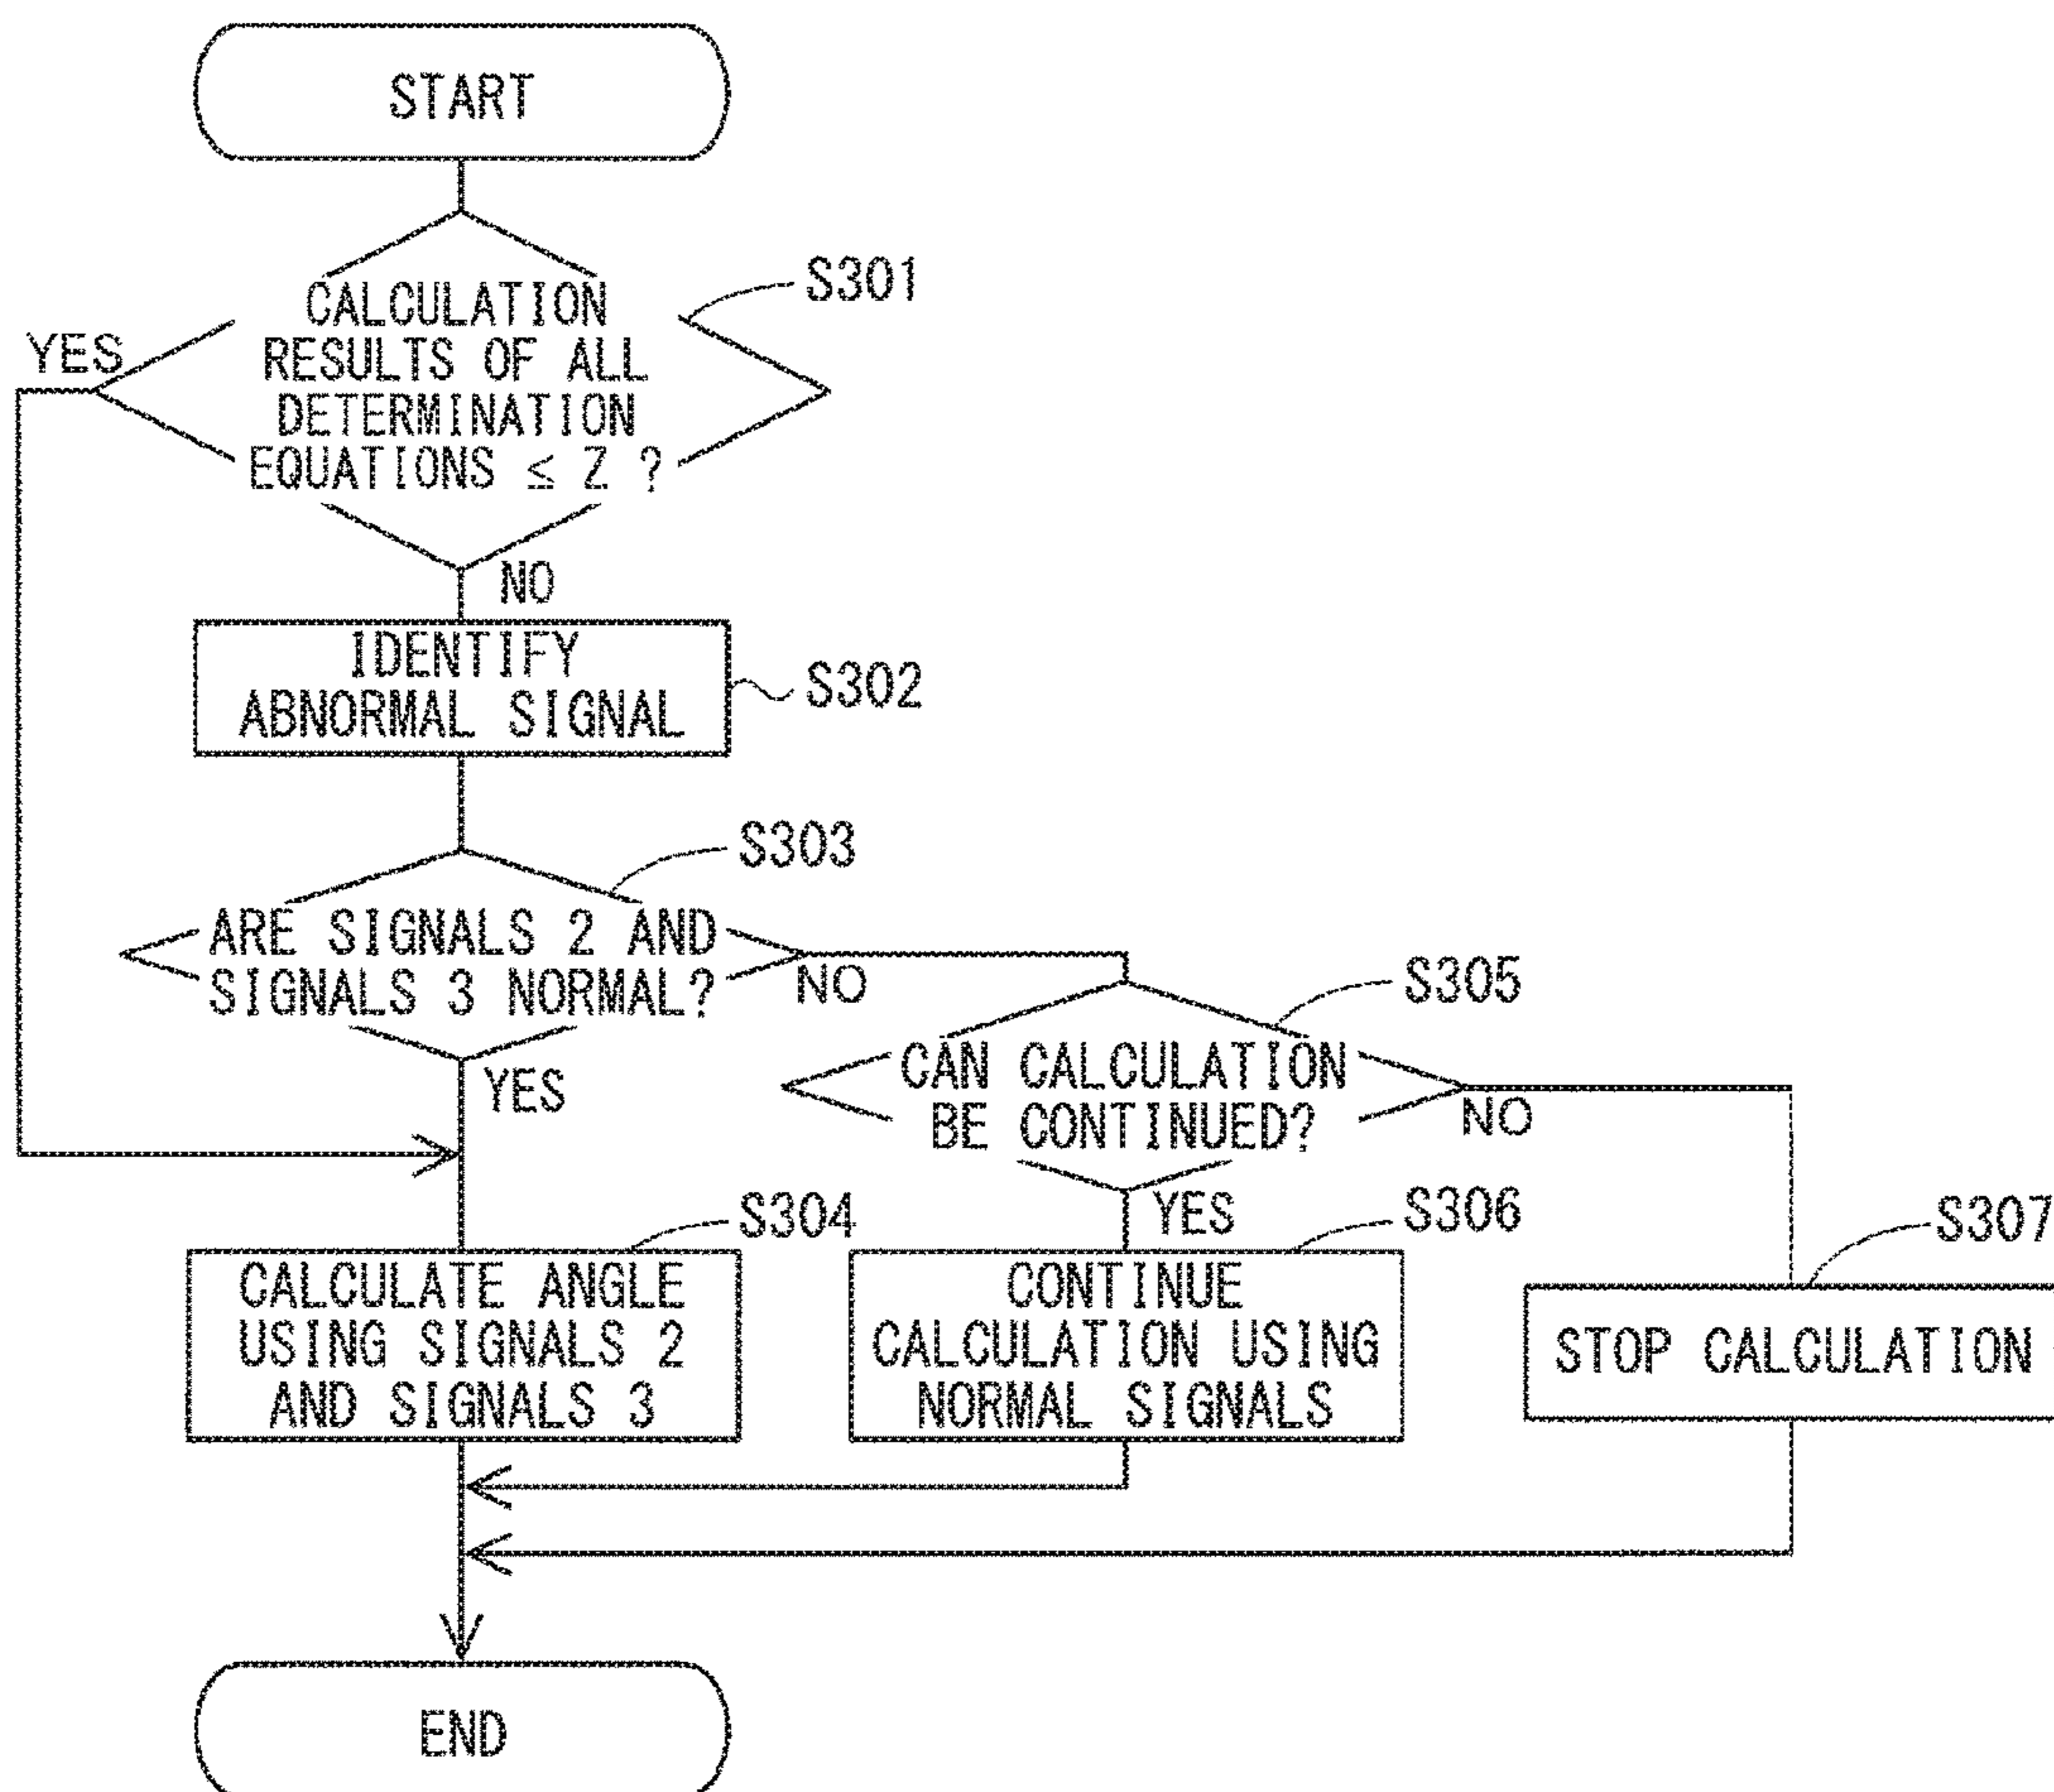 START
CALCULATION
RESULTS OF ALL
DETERMINATION
EQUATIONS ≤ Z ?
S301
YES
NO
IDENTIFY
ABNORMAL SIGNAL
S302
S303
ARE SIGNALS 2 AND
SIGNALS 3 NORMAL?
NO
YES
S305
CAN CALCULATION
BE CONTINUED?
NO
YES
S304
CALCULATE ANGLE
USING SIGNALS 2
AND SIGNALS 3
S306
CONTINUE
CALCULATION USING
NORMAL SIGNALS
S307
STOP CALCULATION
END